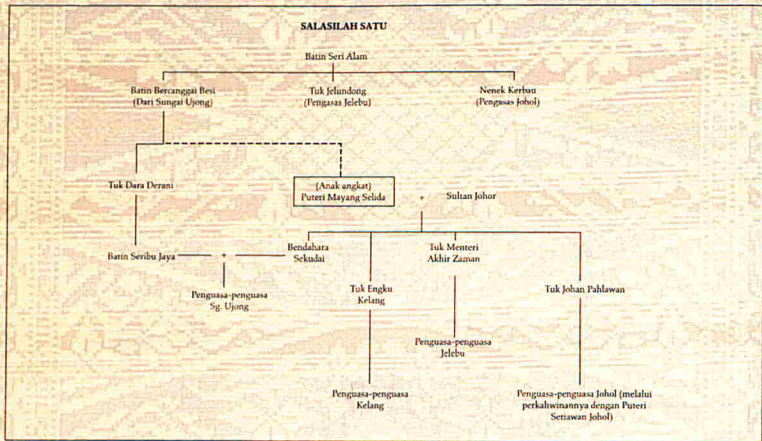 SALASILAH SATU
Batin Seri Alam
Batin Bercanggai Besi
(Dari Sungai Ujong)
Tuk Jelundong
(Pengasas Jelebu)
Nenek Kerbau
(Pengasas Johol)
Tuk Dara Derani
(Anak angkat)
Puteri Mayang Selida
+
Sultan Johor
Batin Seribu Jaya
+
Bendahara
Sekudai
Tuk Menteri
Akhir Zaman
Penguasa-penguasa
Sg. Ujong
Tuk Engku
Kelang
Tuk Johan Pahlawan
Penguasa-penguasa
Jelebu
Penguasa-penguasa
Kelang
Penguasa-penguasa Johol (melalui
perkahwinannya dengan Puteri
Setiawan Johol)